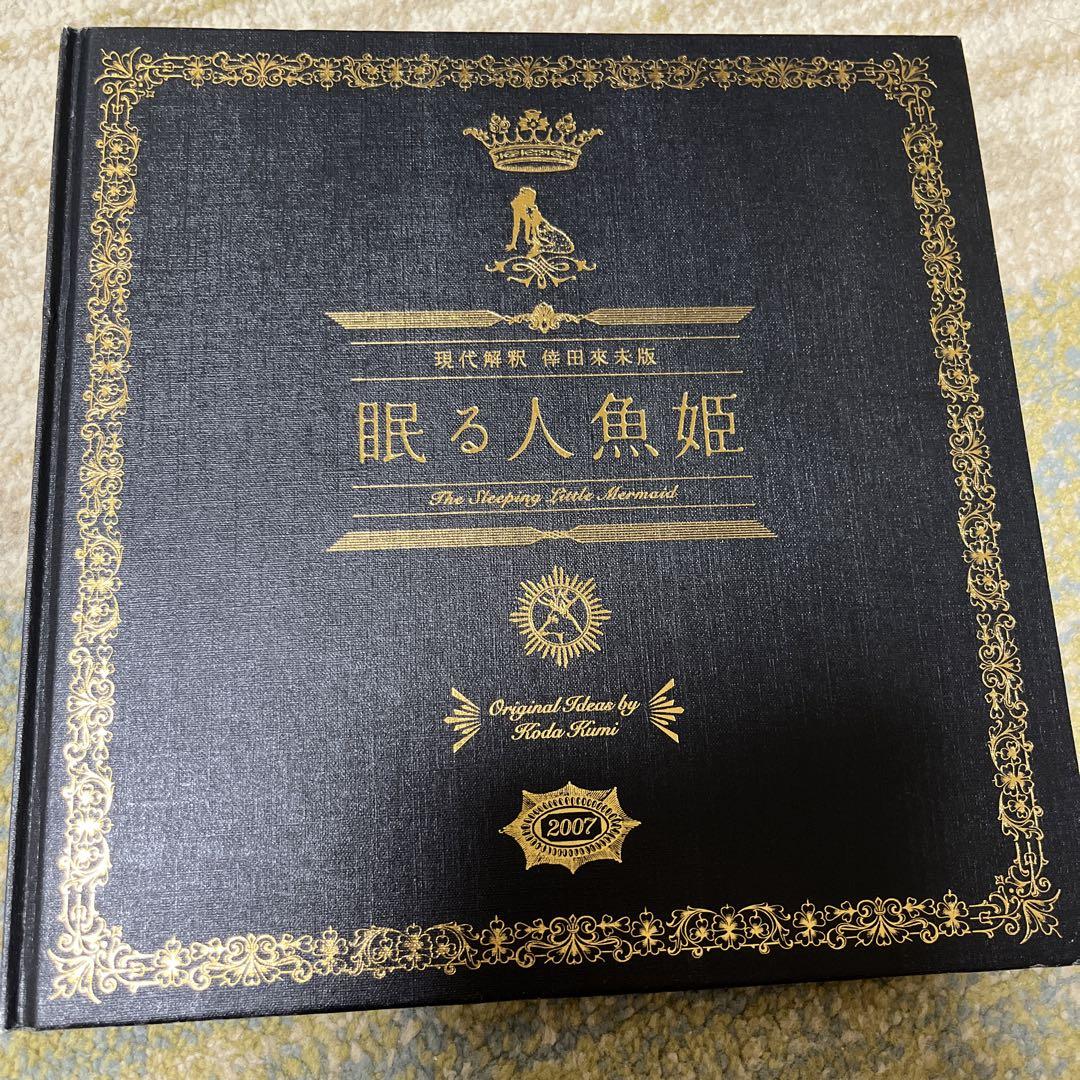 現代解釈 倖田來未版
眠る人魚姫
The Sleeping Little Mermaid
Original Ideas by
Koda Kumi
2007